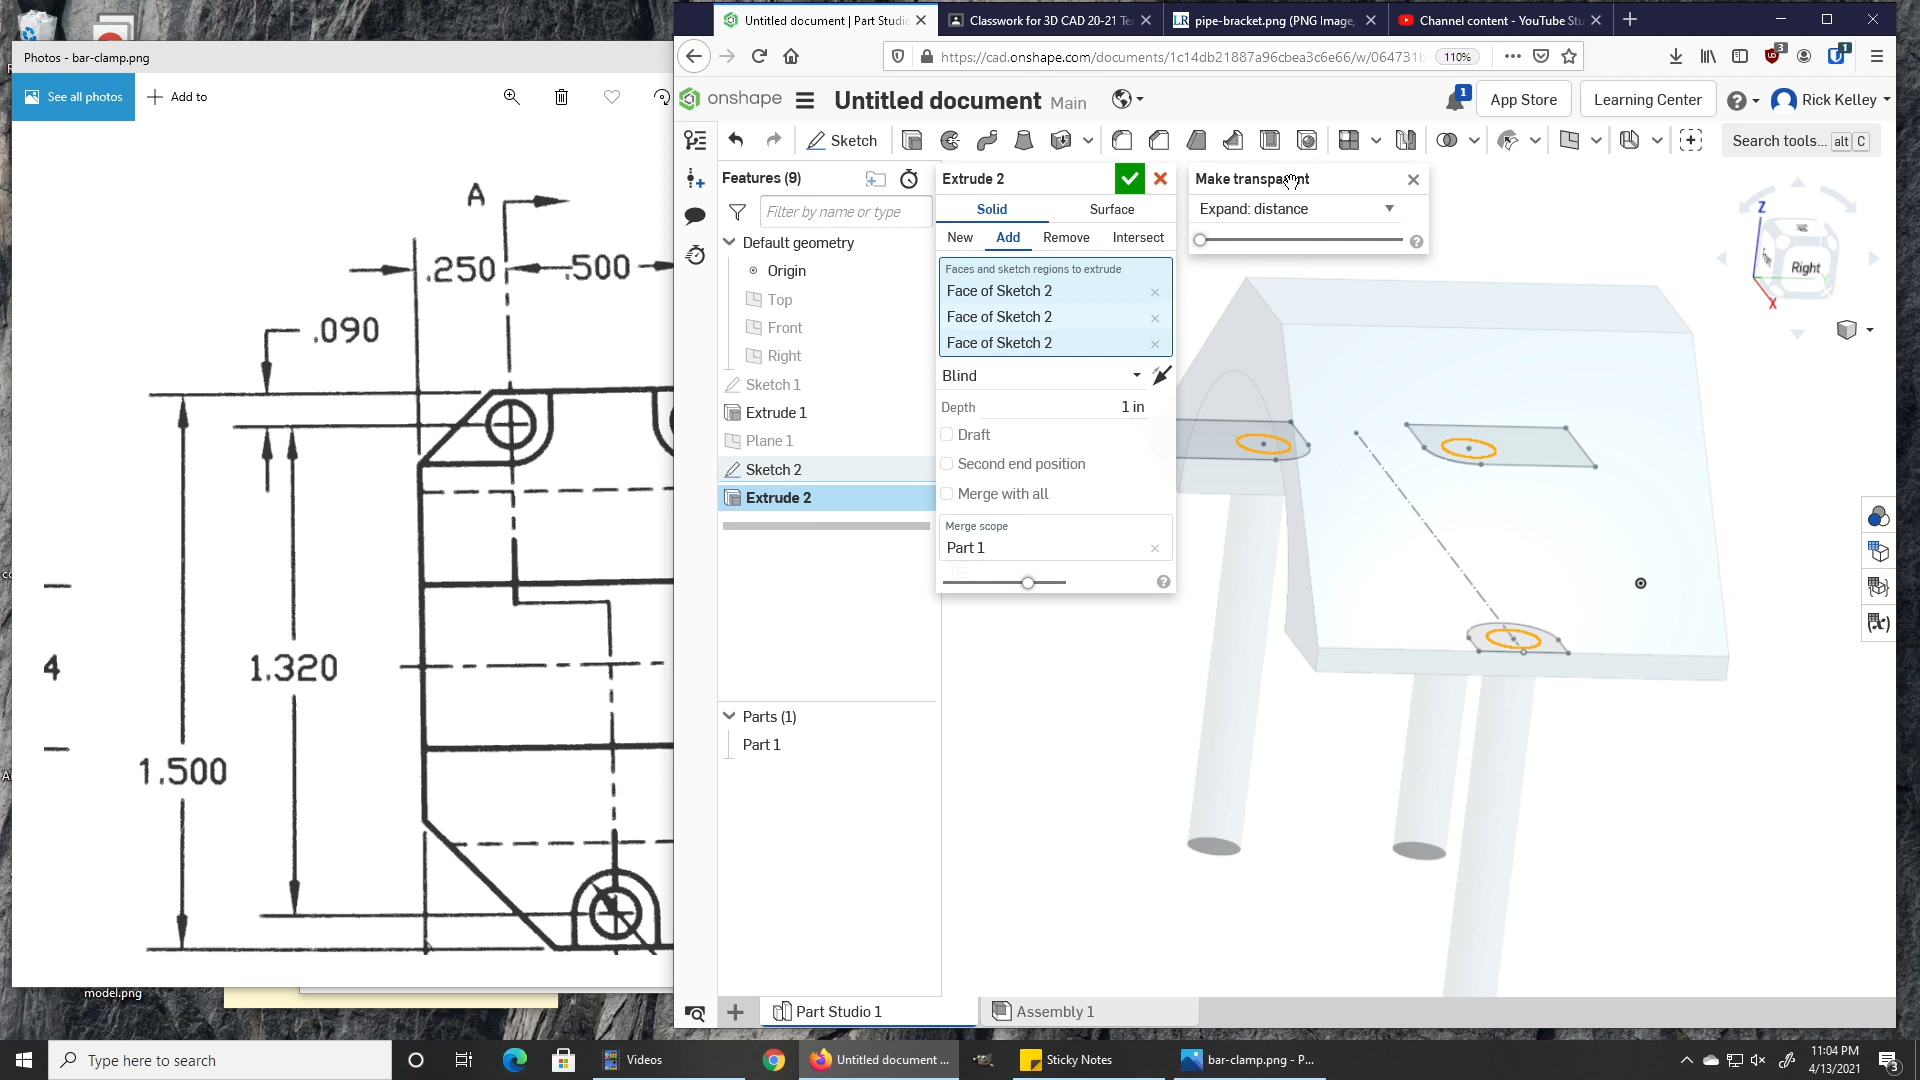 Photos - bar-clamp.png
See all photos
Add to
A
.250
.500
.090
1.320
4
1.500
model.png
Untitled document | Part Studio
Classwork for 3D CAD 20-21 Te
LR pipe-bracket.png (PNG Image,
Channel content - YouTube Stu
https://cad.onshape.com/documents/1c14db21887a96cbea3c6e66/w/064731b
110%
3
1
onshape
Untitled document Main
1
App Store
Learning Center
Rick Kelley
Sketch
Search tools... alt C
Features (9)
Filter by name or type
Default geometry
Origin
Top
Front
Right
Sketch 1
Extrude 1
Plane 1
Sketch 2
Extrude 2
Parts (1)
Part 1
Extrude 2
Solid
Surface
New
Add
Remove
Intersect
Faces and sketch regions to extrude
Face of Sketch 2
Face of Sketch 2
Face of Sketch 2
Blind
Depth
1 in
Draft
Second end position
Merge with all
Merge scope
Part 1
Make transparent
Expand: distance
Z
Right
X
(x)
Part Studio 1
Assembly 1
Type here to search
Videos
Untitled document ...
Sticky Notes
bar-clamp.png - P...
11:04 PM
4/13/2021
3